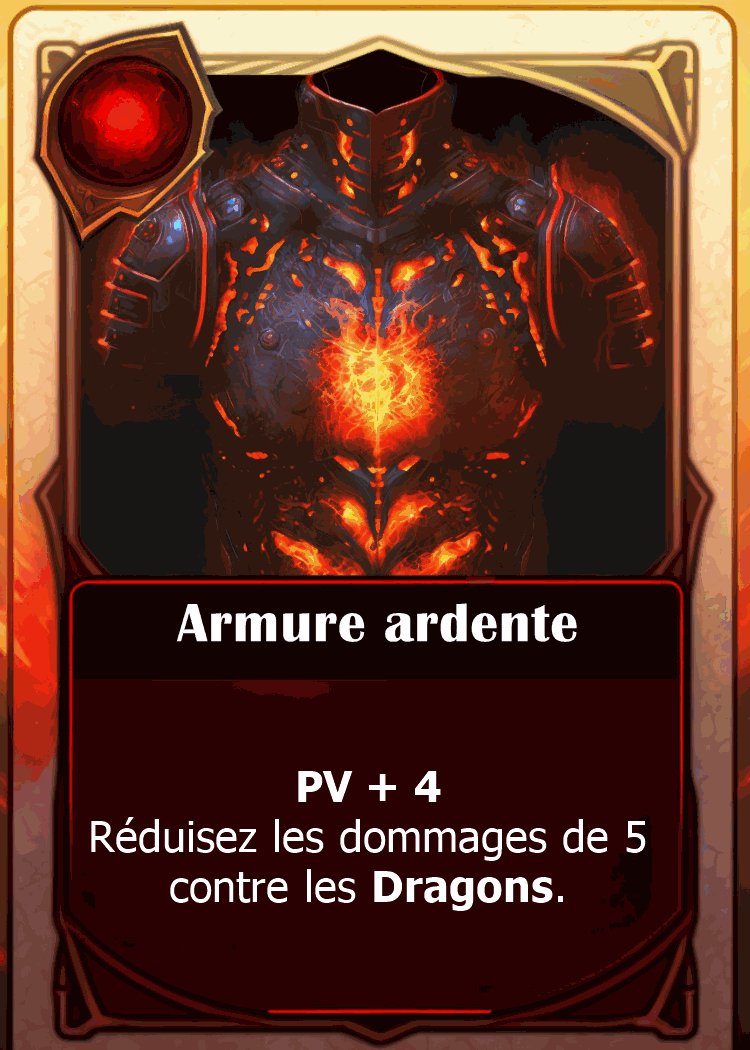 Armure ardente
PV + 4
Réduisez les dommages de 5
contre les Dragons.